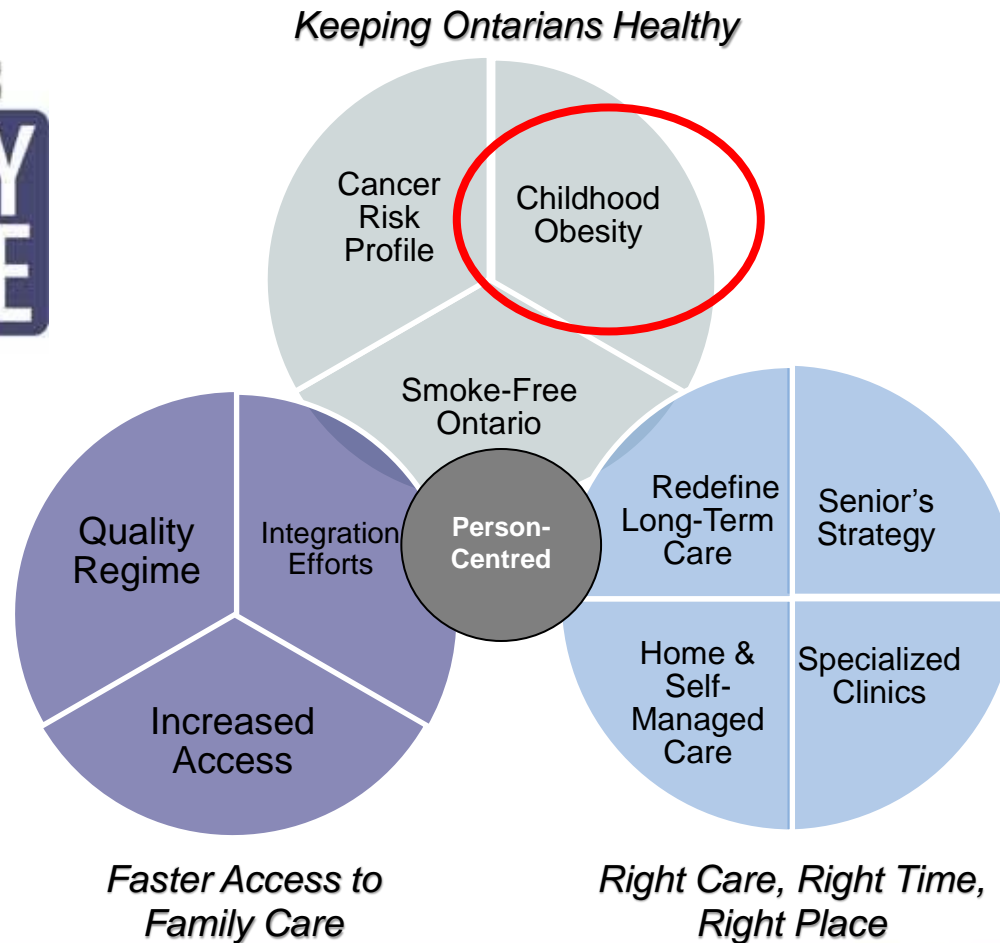 Keeping Ontarians Healthy
Cancer
Risk
Profile
Childhood
Obesity
Smoke-Free
Ontario
Quality
Regime
Integration
Efforts
Increased
Access
Person-
Centred
Redefine
Long-Term
Care
Senior’s
Strategy
Home &
Self-
Managed
Care
Specialized
Clinics
Faster Access to
Family Care
Right Care, Right Time,
Right Place